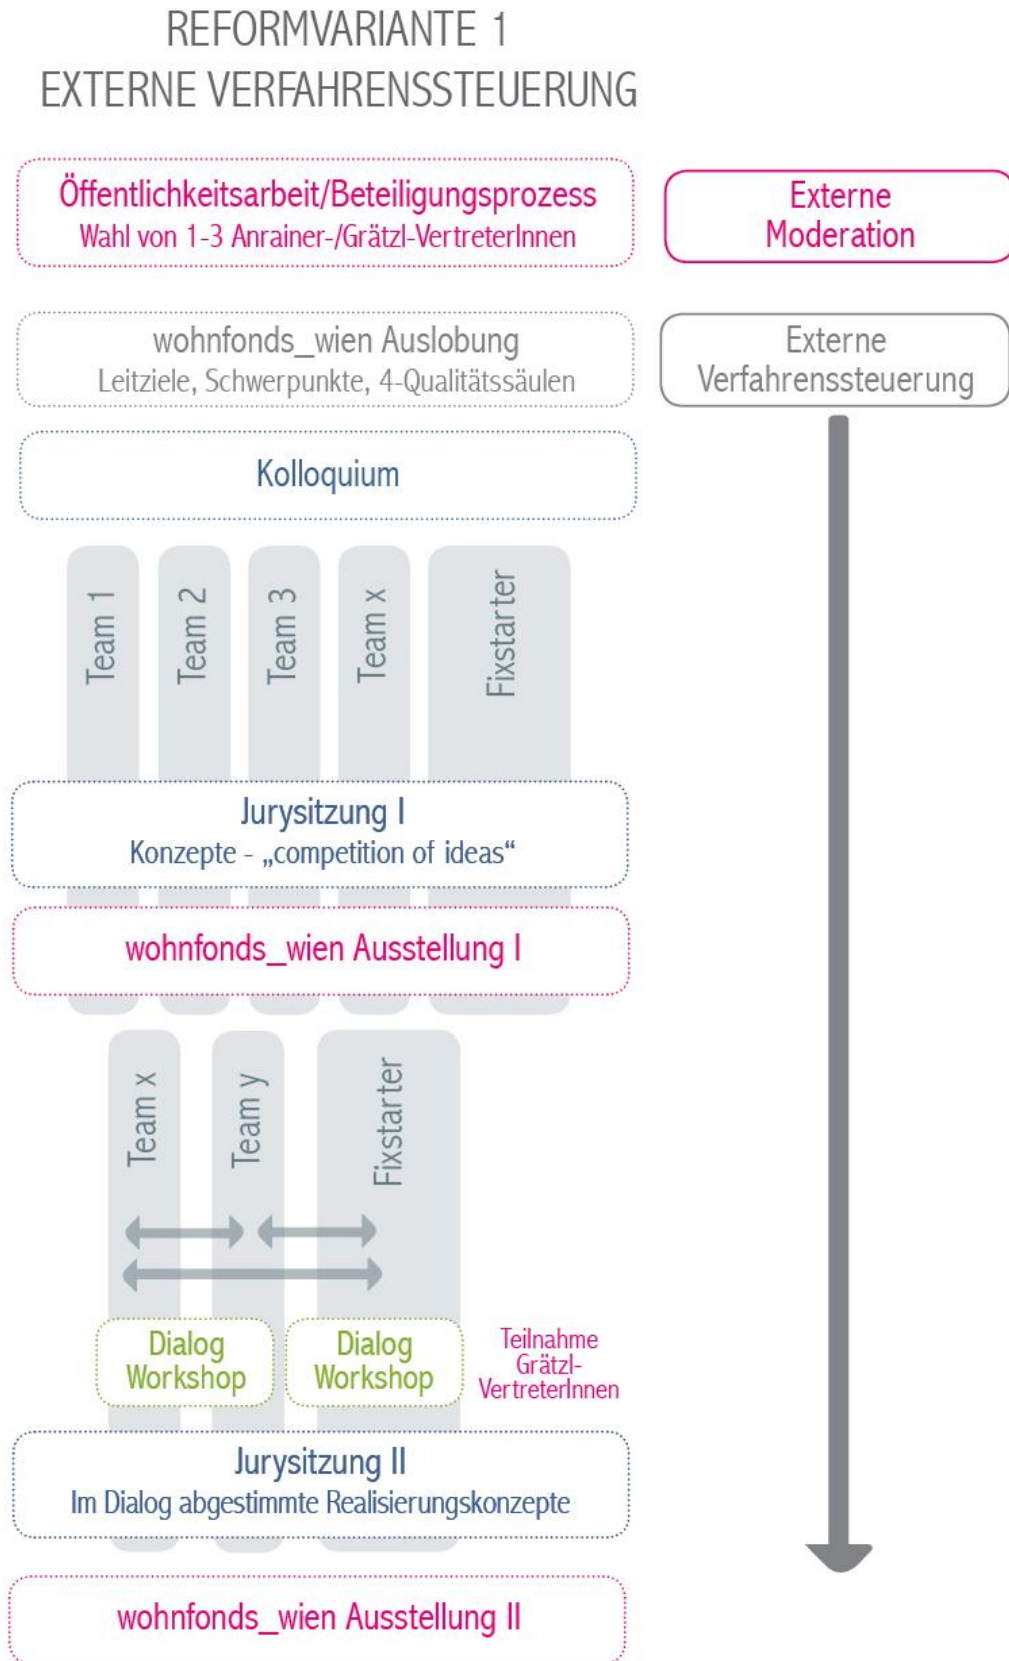 REFORMVARIANTE 1
EXTERNE VERFAHRENSSTEUERUNG
Öffentlichkeitsarbeit/Beteiligungsprozess
Wahl von 1-3 Anrainer-/Grätzl-VertreterInnen
Externe
Moderation
wohnfonds_wien Auslobung
Leitziele, Schwerpunkte, 4-Qualitätssäulen
Externe
Verfahrenssteuerung
Kolloquium
Team 1
Team 2
Team 3
Team x
Fixstarter
Jurysitzung I
Konzepte - „competition of ideas“
wohnfonds_wien Ausstellung I
Team x
Team y
Fixstarter
Dialog
Workshop
Dialog
Workshop
Teilnahme
Grätzl-
VertreterInnen
Jurysitzung II
Im Dialog abgestimmte Realisierungskonzepte
wohnfonds_wien Ausstellung II